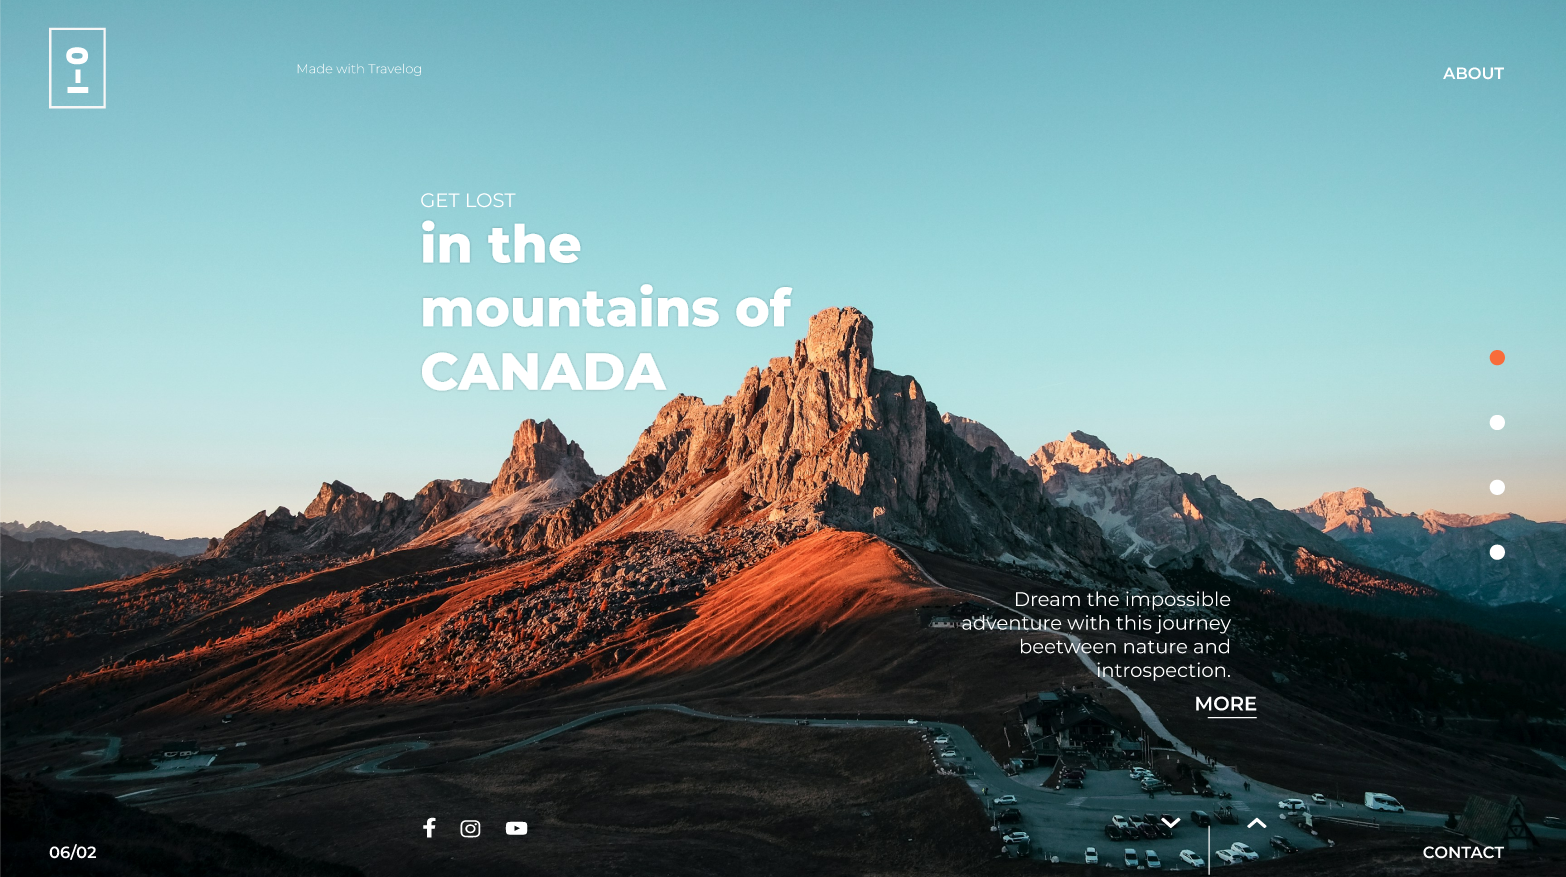 Made with Travelog
ABOUT
GET LOST
in the
mountains of
CANADA
Dream the impossible
adventure with this journey
beetween nature and
introspection.
MORE
06/02
CONTACT